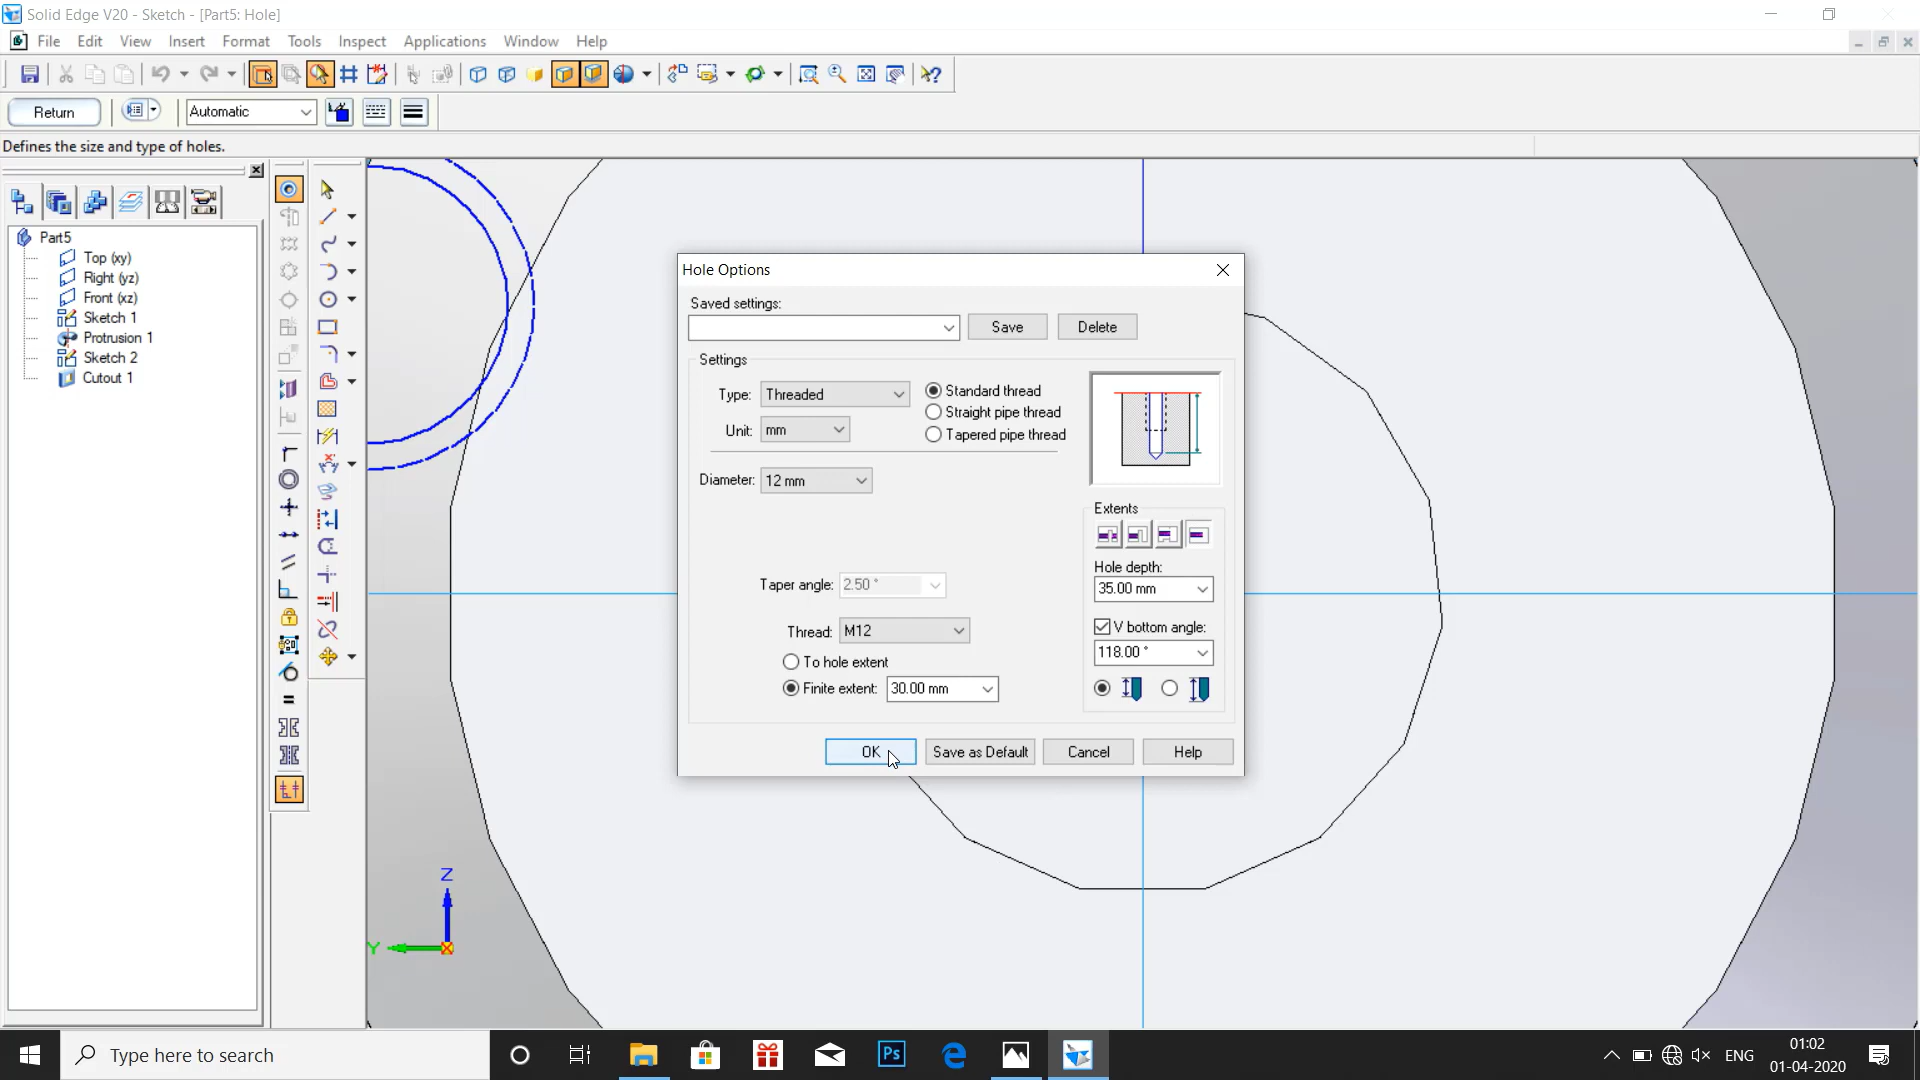 Solid Edge V20 - Sketch - [Part5: Hole]
File Edit View Insert Format Tools Inspect Applications Window Help
Return Automatic
Defines the size and type of holes.
Part5
Top (xy)
Right (yz)
Front (xz)
Sketch 1
Protrusion 1
Sketch 2
Cutout 1
Hole Options
Saved settings:
Save Delete
Settings
Type: Threaded
Standard thread
Straight pipe thread
Unit: mm
Tapered pipe thread
Diameter: 12 mm
Extents
Hole depth:
35.00 mm
Taper angle: 2.50 °
Thread: M12
V bottom angle:
118.00 °
To hole extent
Finite extent: 30.00 mm
OK Save as Default Cancel Help
Z
Y
Type here to search
Ps
ENG
01:02
01-04-2020